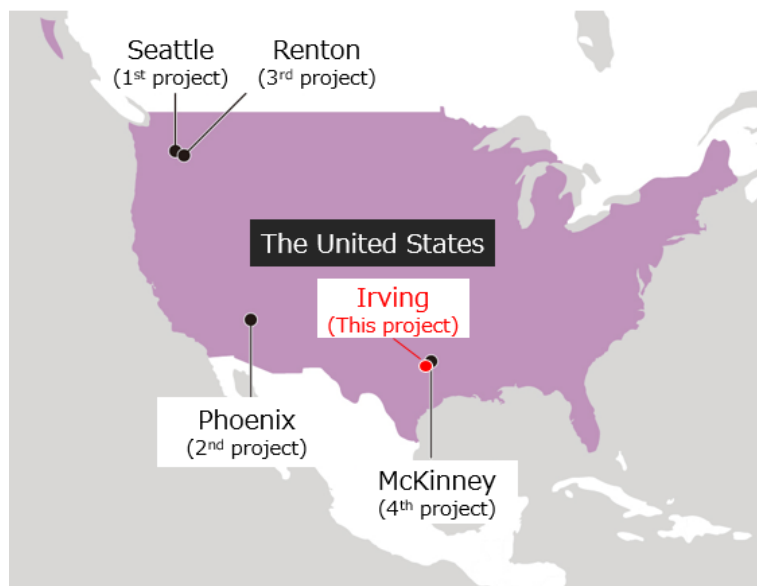 Seattle
(1st project)
Renton
(3rd project)
The United States
Irving
(This project)
Phoenix
(2nd project)
McKinney
(4th project)